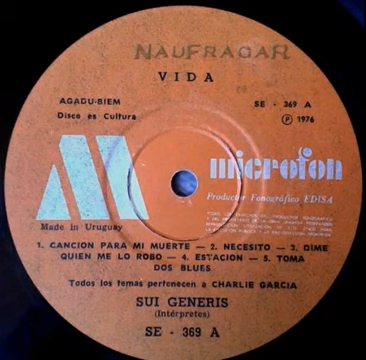 NAUFRAGAR
VIDA
AGADU-BIEM
Disco es Cultura
SE - 369 A
Ⓟ 1976
microfon
Productor Fonográfico EDISA
Made in Uruguay
1. CANCION PARA MI MUERTE — 2. NECESITO — 3. DIME
QUIEN ME LO ROBO — 4. ESTACION — 5. TOMA
DOS BLUES
Todos los temas pertenecen a CHARLIE GARCIA
SUI GENERIS
(Intérpretes)
SE - 369 A